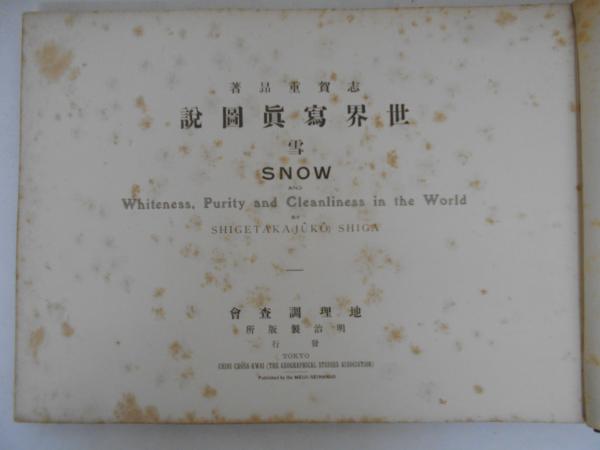 志賀重昻著
世界寫眞圖說
雪
SNOW
AND
Whiteness, Purity and Cleanliness in the World
BY
SHIGETAKA(JŪKŌ) SHIGA
地理調査會
明治製版所
發行
TOKYO
CHIRI CHŌSA KWAI (THE GEOGRAPHICAL STUDIES ASSOCIATION)
Published by the MEIJI-SEIHANJO